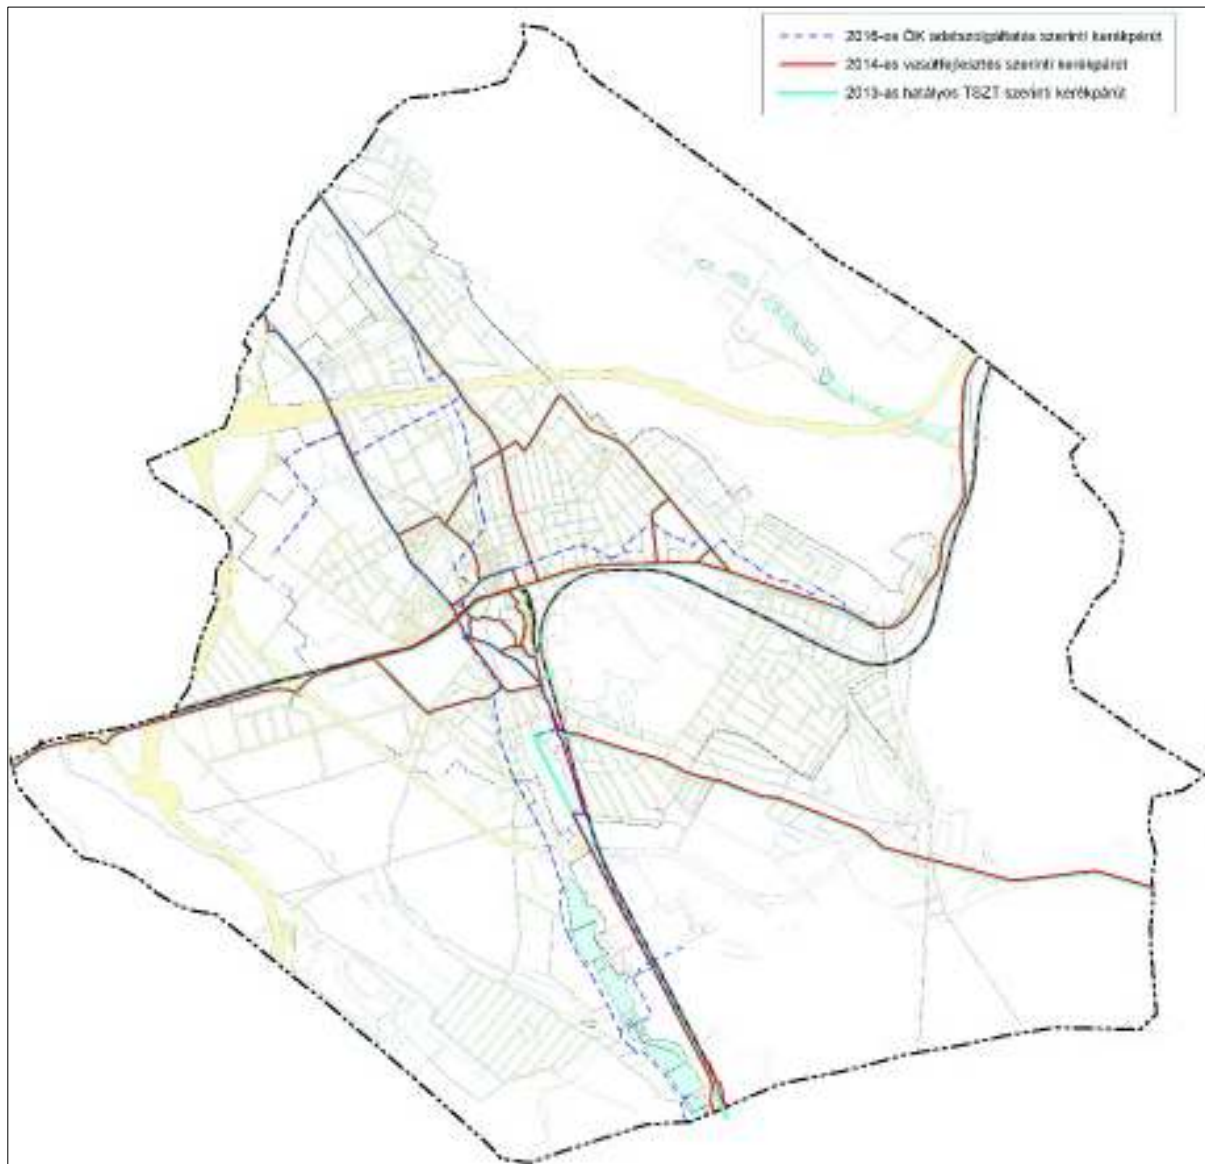 2016-os ÖK adatszolgáltatás szerinti kerékpárút
2014-es vasútfejlesztés szerinti kerékpárút
2013-as hatályos TSZT szerinti kerékpárút